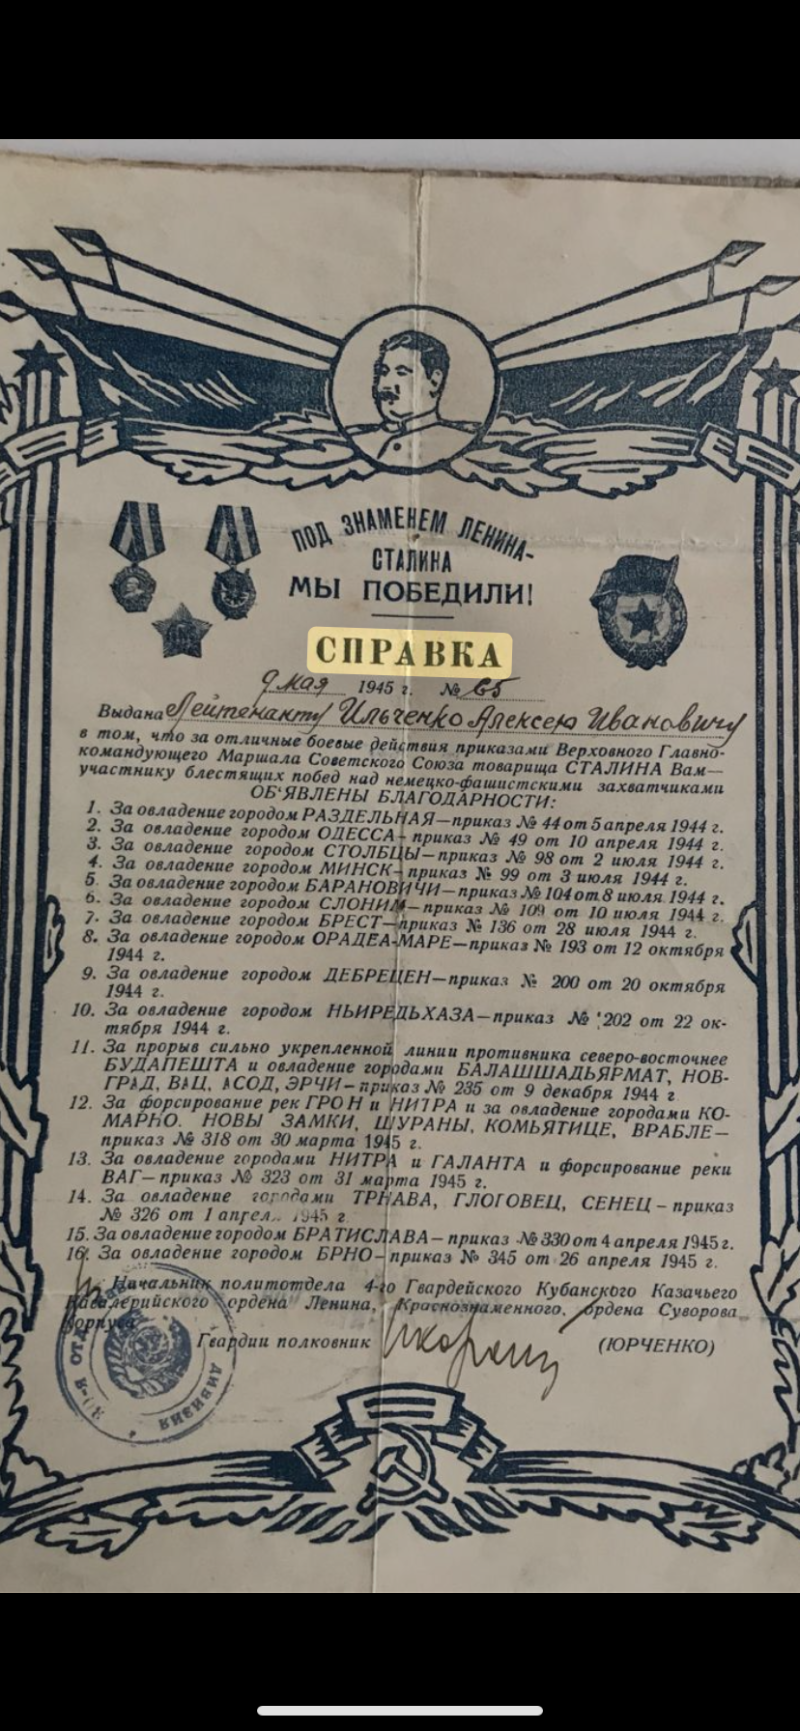 ПОД ЗНАМЕНЕМ ЛЕНИНА-
СТАЛИНА
МЫ ПОБЕДИЛИ!
СПРАВКА
9 мая 1945 г. № 65
Выдана Лейтенанту Ильченко Алексею Ивановичу
в том, что за отличные боевые действия приказами Верховного Главно-
командующего Маршала Советского Союза товарища СТАЛИНА Вам—
участнику блестящих побед над немецко-фашистскими захватчиками
ОБ'ЯВЛЕНЫ БЛАГОДАРНОСТИ:
1. За овладение городом РАЗДЕЛЬНАЯ—приказ № 44 от 5 апреля 1944 г.
2. За овладение городом ОДЕССА—приказ № 49 от 10 апреля 1944 г.
3. За овладение городом СТОЛБЦЫ—приказ № 98 от 2 июля 1944 г.
4. За овладение городом МИНСК—приказ № 99 от 3 июля 1944 г.
5. За овладение городом БАРАНОВИЧИ—приказ № 104 от 8 июля 1944 г.
6. За овладение городом СЛОНИМ—приказ № 109 от 10 июля 1944 г.
7. За овладение городом БРЕСТ—приказ № 136 от 28 июля 1944 г.
8. За овладение городом ОРАДЕА-МАРЕ—приказ № 193 от 12 октября
1944 г.
9. За овладение городом ДЕБРЕЦЕН—приказ № 200 от 20 октября
1944 г.
10. За овладение городом НЬИРЕДЬХАЗА—приказ № 202 от 22 ок-
тября 1944 г.
11. За прорыв сильно укрепленной линии противника северо-восточнее
БУДАПЕШТА и овладение городами БАЛАШШАДЬЯРМАТ, НОВ-
ГРАД, ВАЦ, АСОД, ЭРЧИ—приказ № 235 от 9 декабря 1944 г
12. За форсирование рек ГРОН и НИТРА и за овладение городами КО-
МАРНО. НОВЫ ЗАМКИ, ШУРАНЫ, КОМЬЯТИЦЕ, ВРАБЛЕ—
приказ № 318 от 30 марта 1945 г.
13. За овладение городами НИТРА и ГАЛАНТА и форсирование реки
ВАГ—приказ № 323 от 31 марта 1945 г.
14. За овладение городами ТРНАВА, ГЛОГОВЕЦ, СЕНЕЦ—приказ
№ 326 от 1 апреля 1945 г.
15. За овладение городом БРАТИСЛАВА—приказ № 330 от 4 апреля 1945 г.
16. За овладение городом БРНО—приказ № 345 от 26 апреля 1945 г.
Начальник политотдела 4-го Гвардейского Кубанского Казачьего
Кавалерийского ордена Ленина, Краснознаменного, ордена Суворова
Корпуса
Гвардии полковник (ЮРЧЕНКО)
дивизия